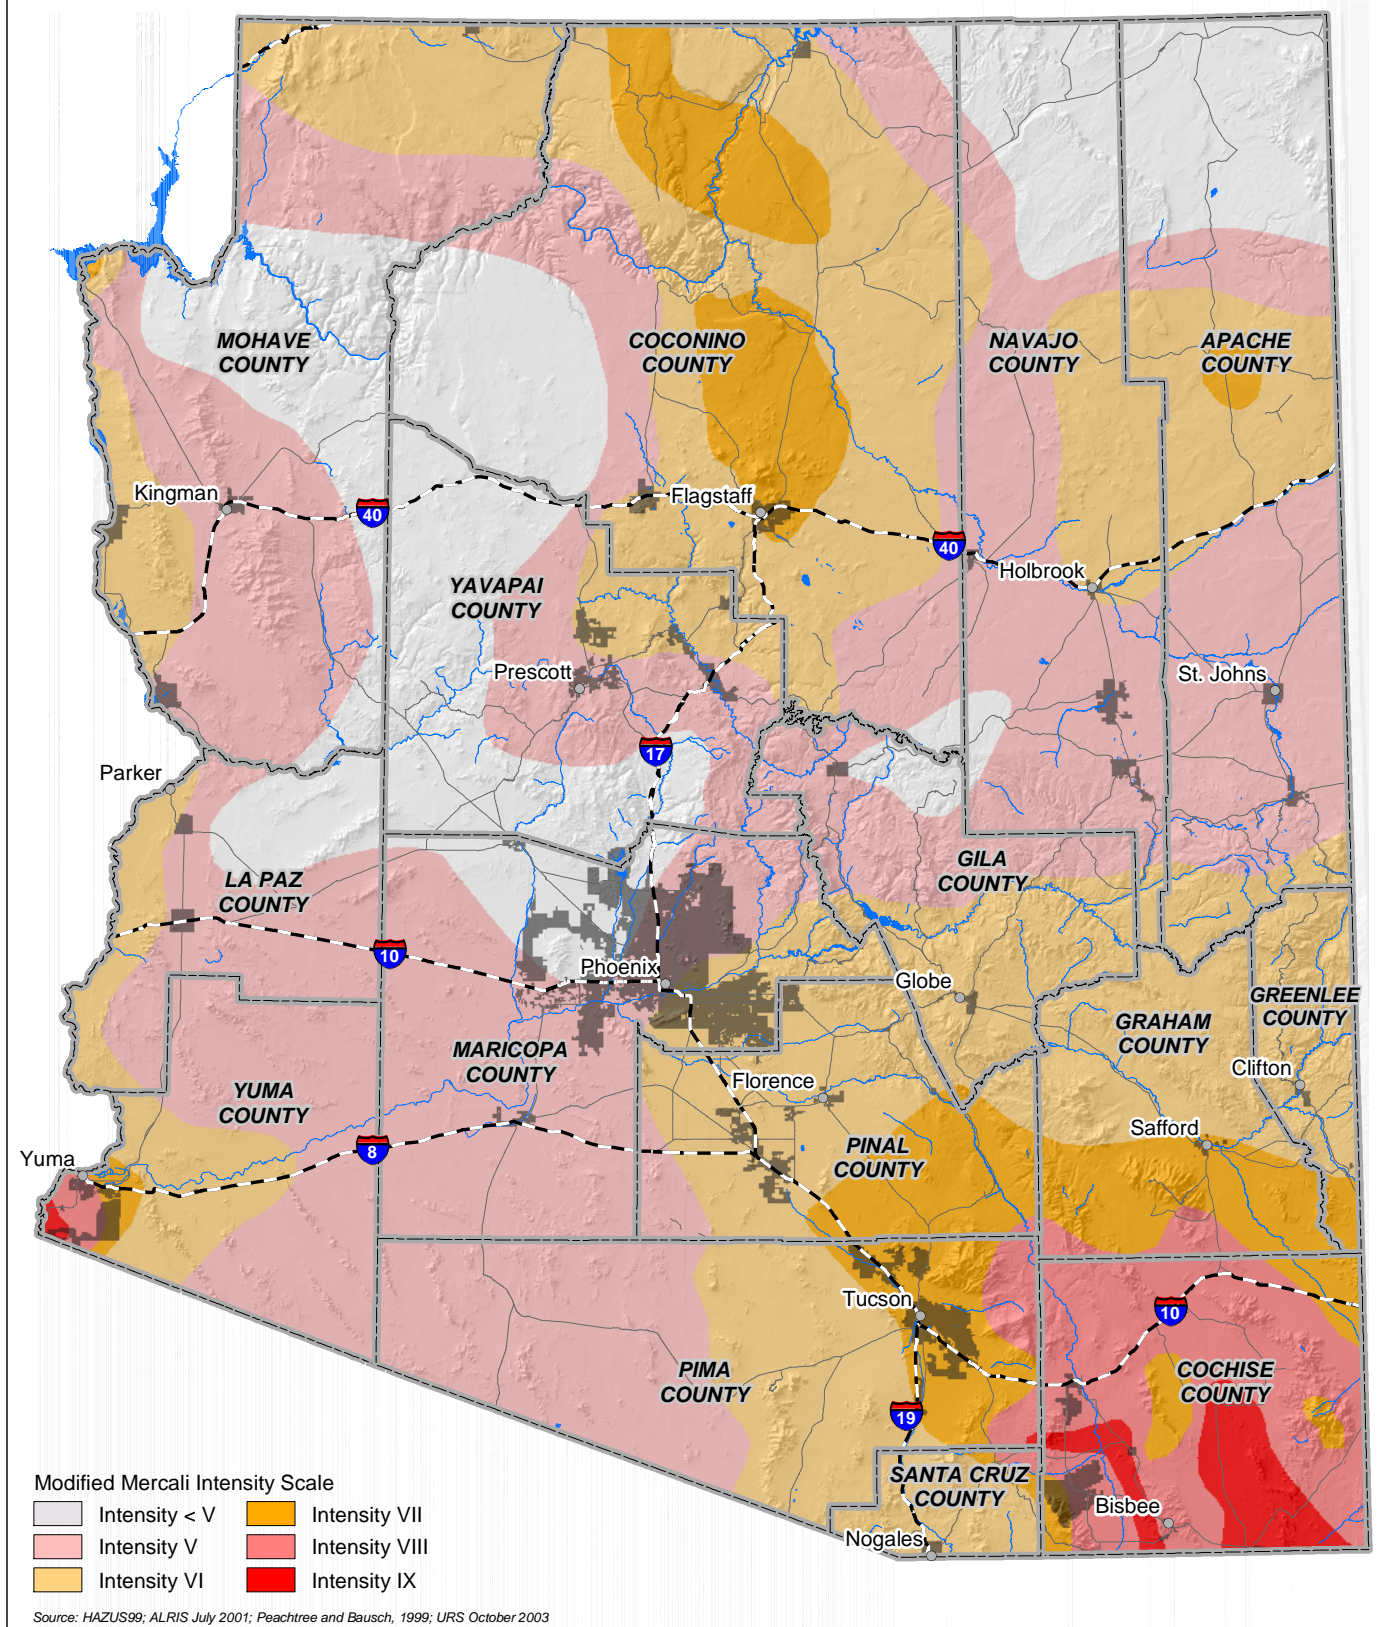 MOHAVE
COUNTY
COCONINO
COUNTY
NAVAJO
COUNTY
APACHE
COUNTY
Kingman
40
Flagstaff
40
Holbrook
YAVAPAI
COUNTY
Prescott
St. Johns
17
Parker
LA PAZ
COUNTY
GILA
COUNTY
10
Phoenix
Globe
GREENLEE
COUNTY
GRAHAM
COUNTY
MARICOPA
COUNTY
Clifton
YUMA
COUNTY
Florence
Safford
8
PINAL
COUNTY
Yuma
Tucson
10
PIMA
COUNTY
COCHISE
COUNTY
19
SANTA CRUZ
COUNTY
Bisbee
Nogales
Modified Mercali Intensity Scale
Intensity < V
Intensity VII
Intensity V
Intensity VIII
Intensity VI
Intensity IX
Source: HAZUS99; ALRIS July 2001; Peachtree and Bausch, 1999; URS October 2003